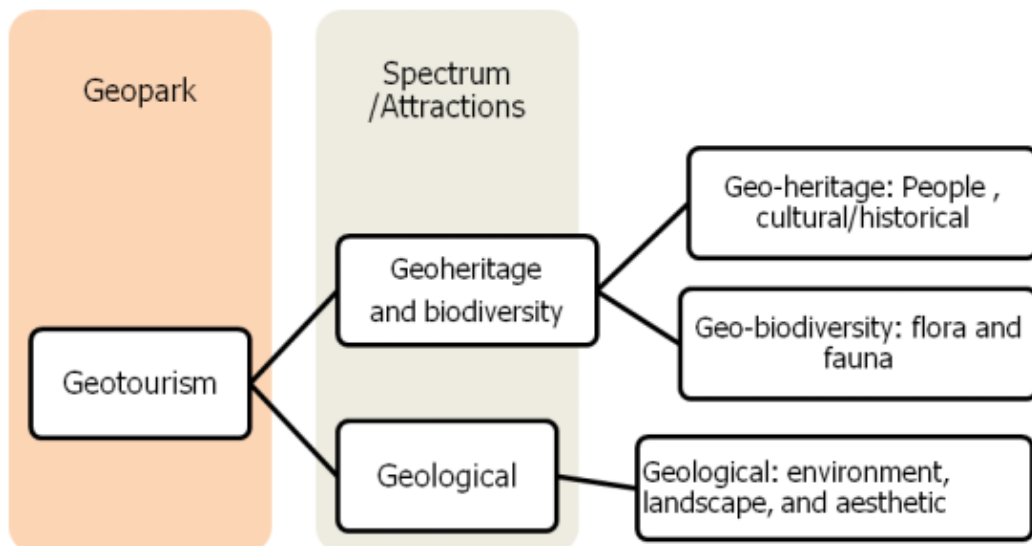 Geopark
Spectrum
/Attractions
Geo-heritage: People ,
cultural/historical
Geoheritage
and biodiversity
Geo-biodiversity: flora and
fauna
Geotourism
Geological
Geological: environment,
landscape, and aesthetic